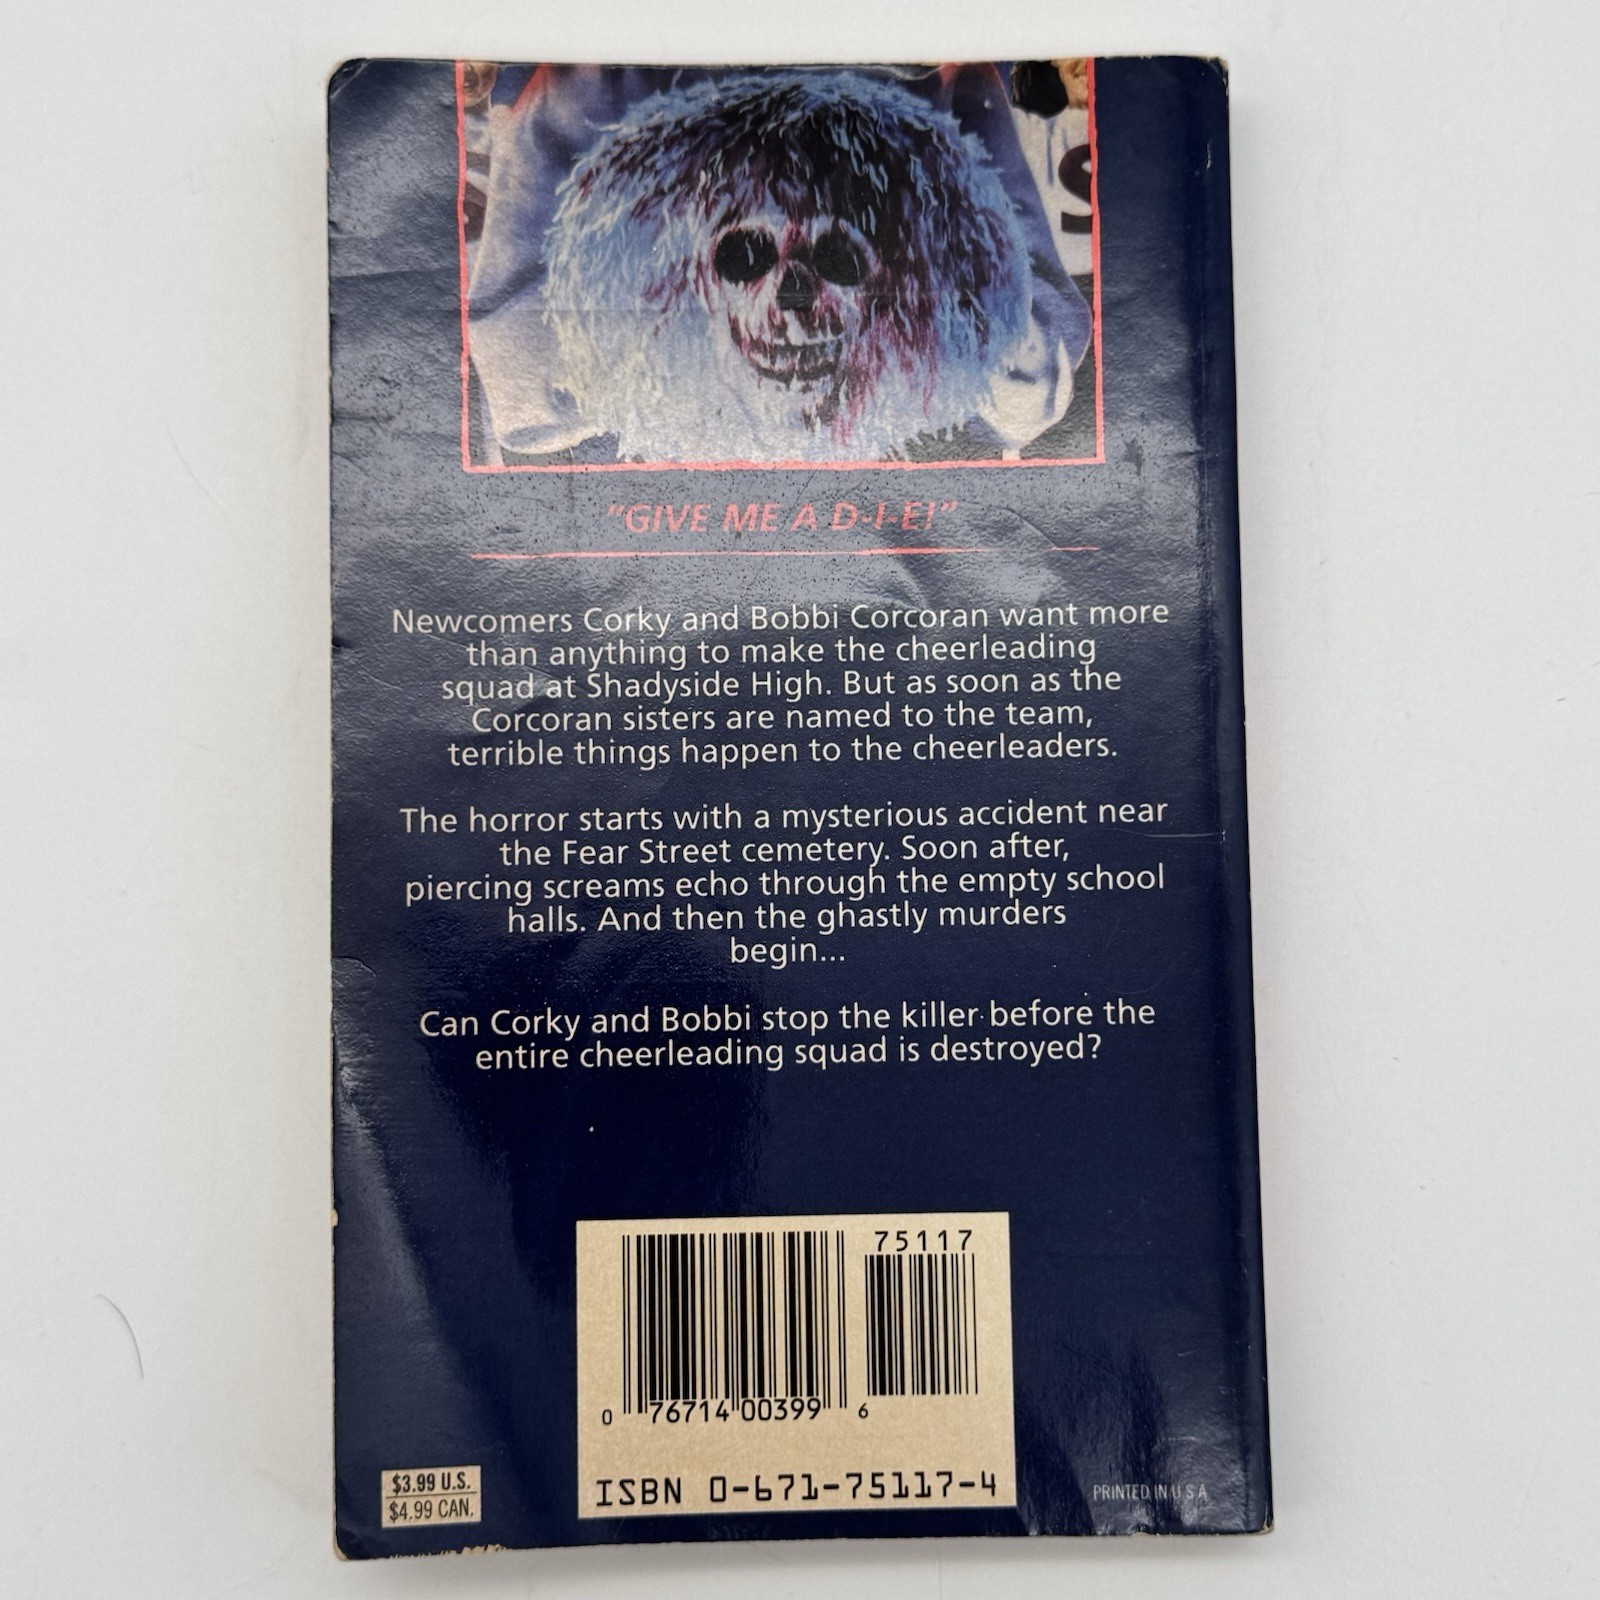 S
"GIVE ME A D-I-E!"
Newcomers Corky and Bobbi Corcoran want more
than anything to make the cheerleading
squad at Shadyside High. But as soon as the
Corcoran sisters are named to the team,
terrible things happen to the cheerleaders.
The horror starts with a mysterious accident near
the Fear Street cemetery. Soon after,
piercing screams echo through the empty school
halls. And then the ghastly murders
begin...
Can Corky and Bobbi stop the killer before the
entire cheerleading squad is destroyed?
75117
0 76714 00399 6
ISBN 0-671-75117-4
$3.99 U.S.
$4.99 CAN.
PRINTED IN U S A